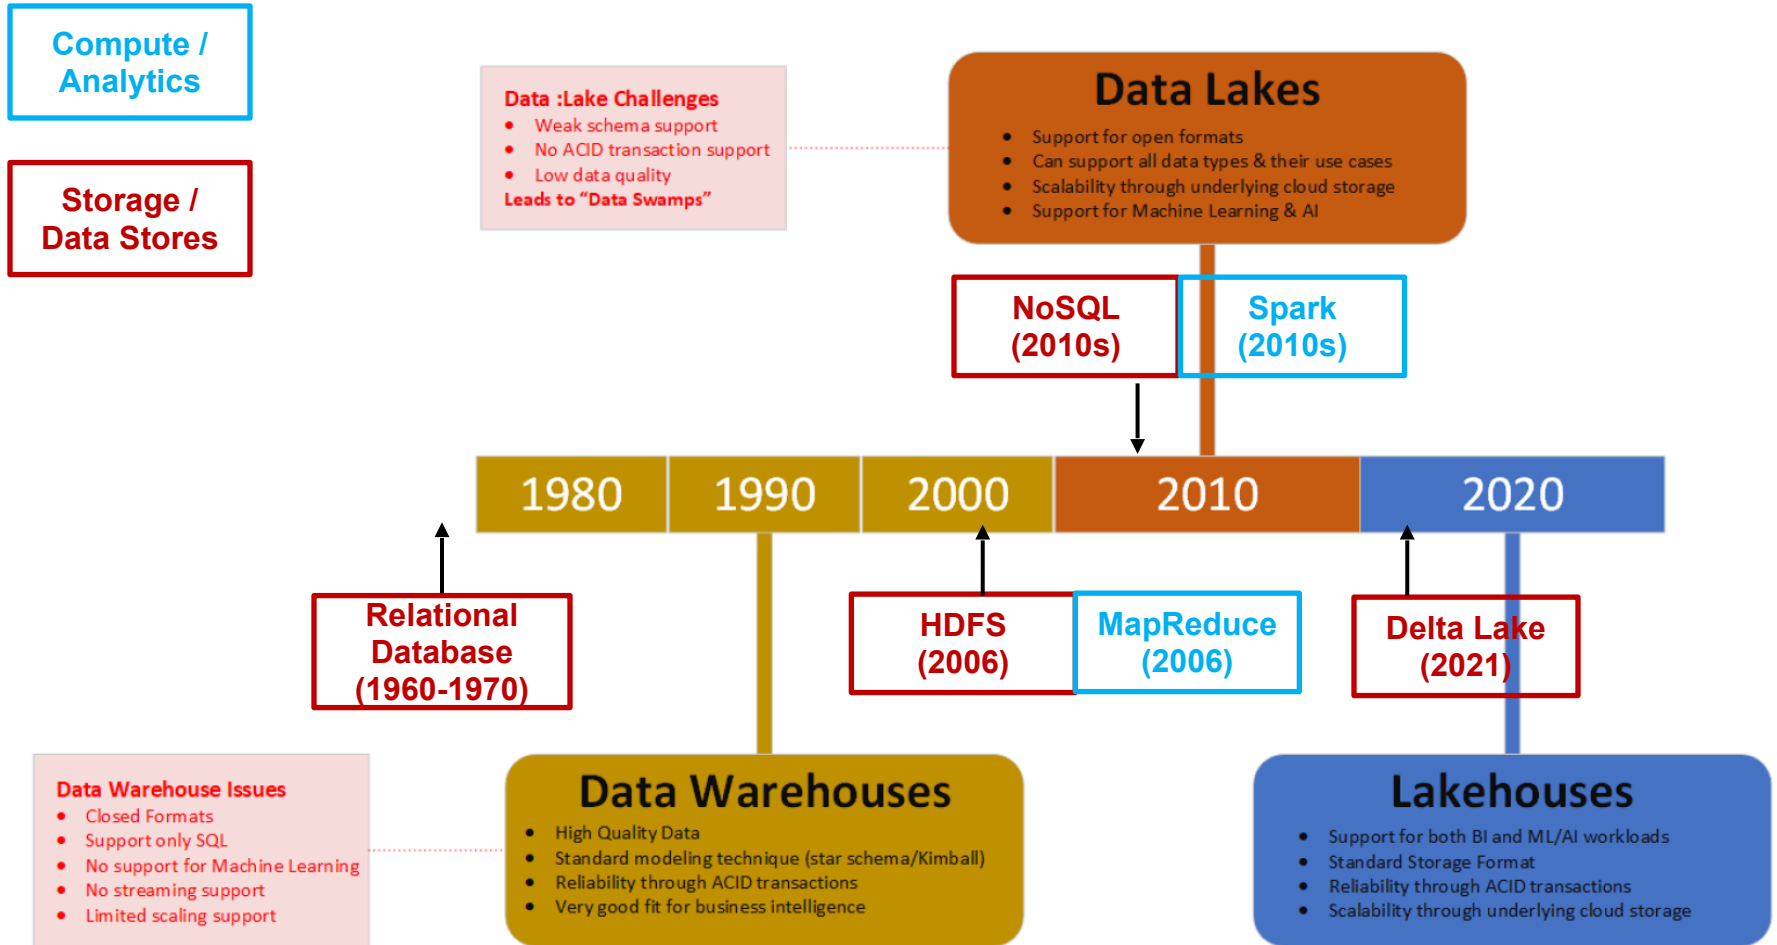 Compute /
Analytics
Storage /
Data Stores
Data :Lake Challenges
• Weak schema support
• No ACID transaction support
• Low data quality
Leads to “Data Swamps”
Data Lakes
• Support for open formats
• Can support all data types & their use cases
• Scalability through underlying cloud storage
• Support for Machine Learning & AI
NoSQL
(2010s)
Spark
(2010s)
1980
1990
2000
2010
2020
Relational
Database
(1960-1970)
HDFS
(2006)
MapReduce
(2006)
Delta Lake
(2021)
Data Warehouse Issues
• Closed Formats
• Support only SQL
• No support for Machine Learning
• No streaming support
• Limited scaling support
Data Warehouses
• High Quality Data
• Standard modeling technique (star schema/Kimball)
• Reliability through ACID transactions
• Very good fit for business intelligence
Lakehouses
• Support for both BI and ML/AI workloads
• Standard Storage Format
• Reliability through ACID transactions
• Scalability through underlying cloud storage